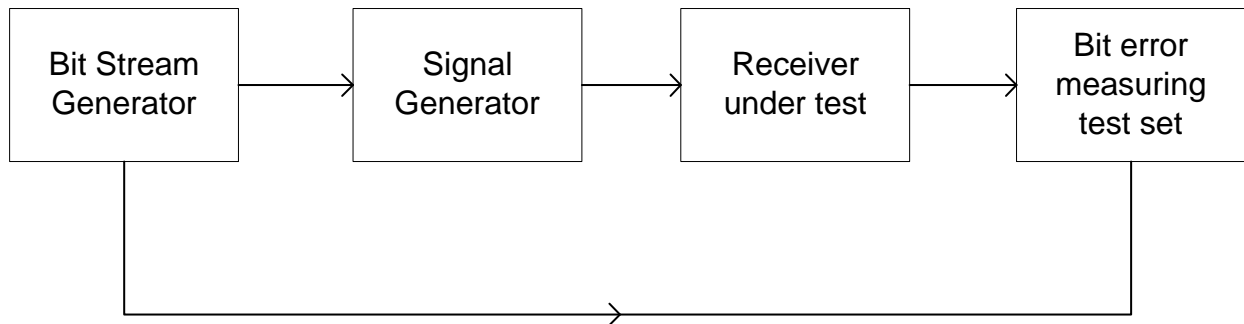 Bit Stream
Generator
Signal
Generator
Receiver
under test
Bit error
measuring
test set